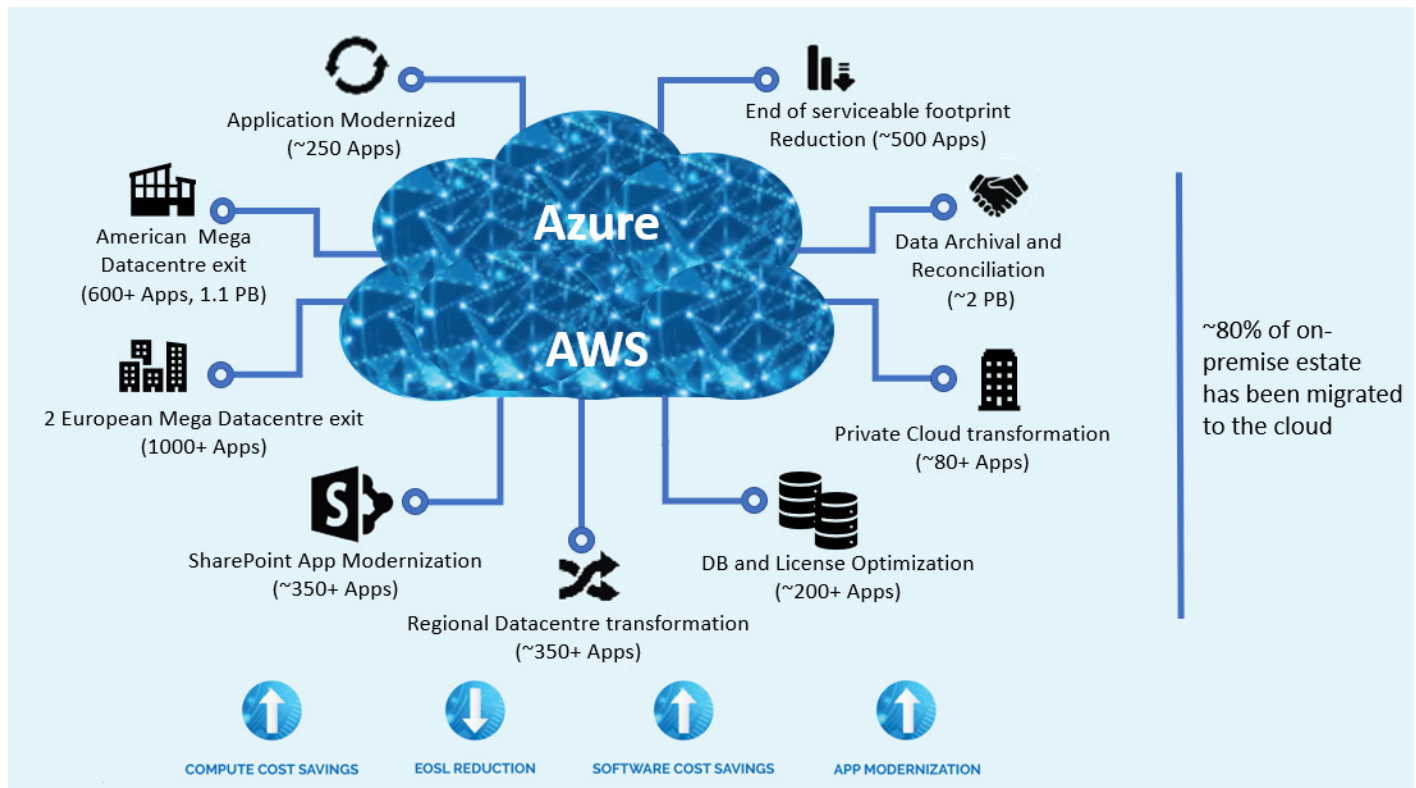 Application Modernized
(~250 Apps)
End of serviceable footprint
Reduction (~500 Apps)
American Mega
Datacentre exit
(600+ Apps, 1.1 PB)
Azure
AWS
Data Archival and
Reconciliation
(~2 PB)
2 European Mega Datacentre exit
(1000+ Apps)
Private Cloud transformation
(~80+ Apps)
~80% of on-
premise estate
has been migrated
to the cloud
S
SharePoint App Modernization
(~350+ Apps)
Regional Datacentre transformation
(~350+ Apps)
DB and License Optimization
(~200+ Apps)
COMPUTE COST SAVINGS
EOSL REDUCTION
SOFTWARE COST SAVINGS
APP MODERNIZATION